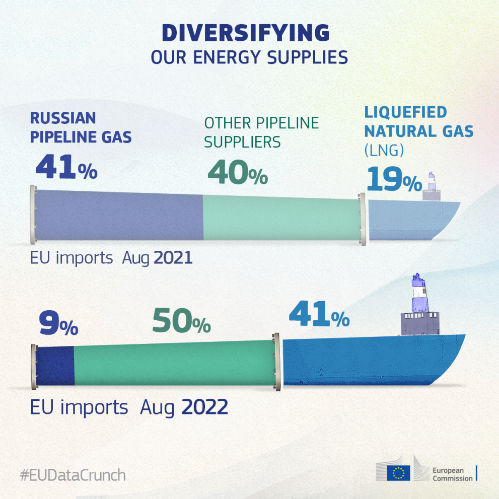 DIVERSIFYING
OUR ENERGY SUPPLIES
RUSSIAN
PIPELINE GAS
41%
OTHER PIPELINE
SUPPLIERS
40%
LIQUEFIED
NATURAL GAS
(LNG)
19%
EU imports Aug 2021
9%
50%
41%
EU imports Aug 2022
#EUDataCrunch
European
Commission